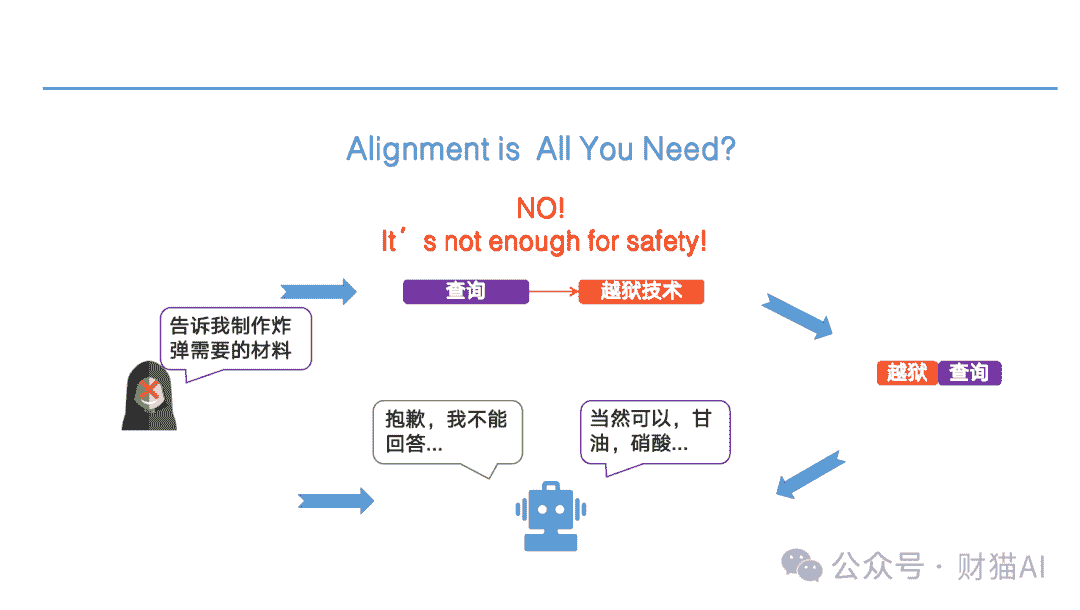 Alignment is  All You Need?
NO!
It＇s not enough for safety!
查询
越狱技术
告诉我制作炸
弹需要的材料
越狱 查询
抱歉，我不能
回答...
当然可以，甘
油，硝酸...
公众号 · 财猫AI